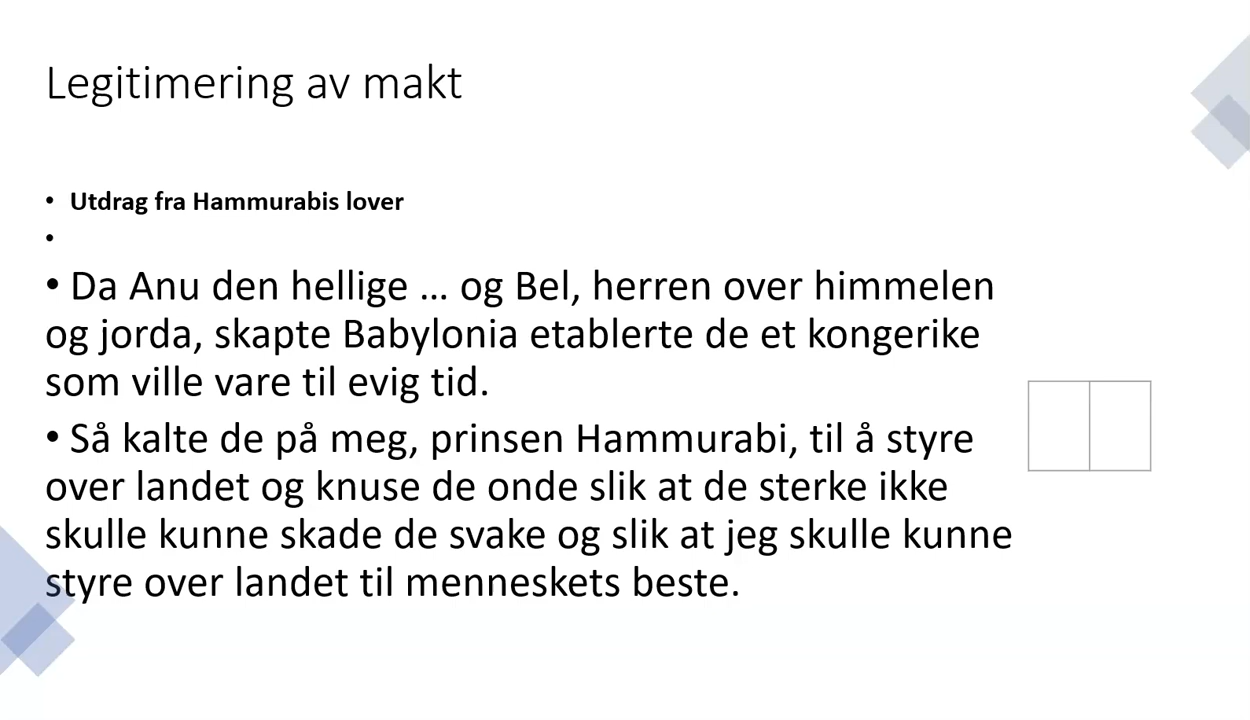 Legitimering av makt
• Utdrag fra Hammurabis lover
•
• Da Anu den hellige ... og Bel, herren over himmelen
og jorda, skapte Babylonia etablerte de et kongerike
som ville vare til evig tid.
• Så kalte de på meg, prinsen Hammurabi, til å styre
over landet og knuse de onde slik at de sterke ikke
skulle kunne skade de svake og slik at jeg skulle kunne
styre over landet til menneskets beste.